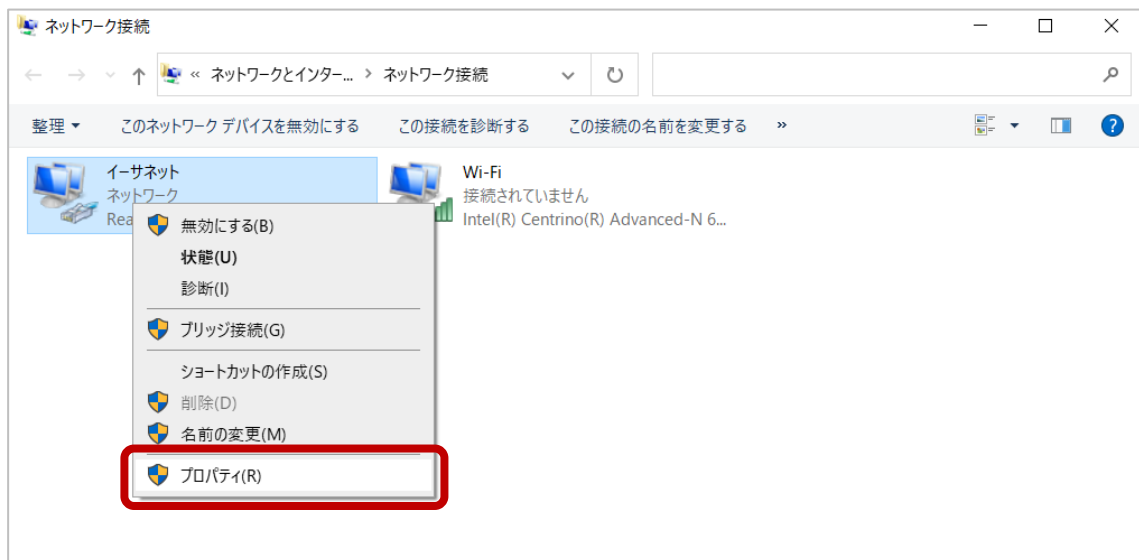 ネットワーク接続
« ネットワークとインター... > ネットワーク接続
整理 このネットワーク デバイスを無効にする この接続を診断する この接続の名前を変更する »
イーサネット
ネットワーク
Rea
Wi-Fi
接続されていません
Intel(R) Centrino(R) Advanced-N 6...
無効にする(B)
状態(U)
診断(I)
ブリッジ接続(G)
ショートカットの作成(S)
削除(D)
名前の変更(M)
プロパティ(R)